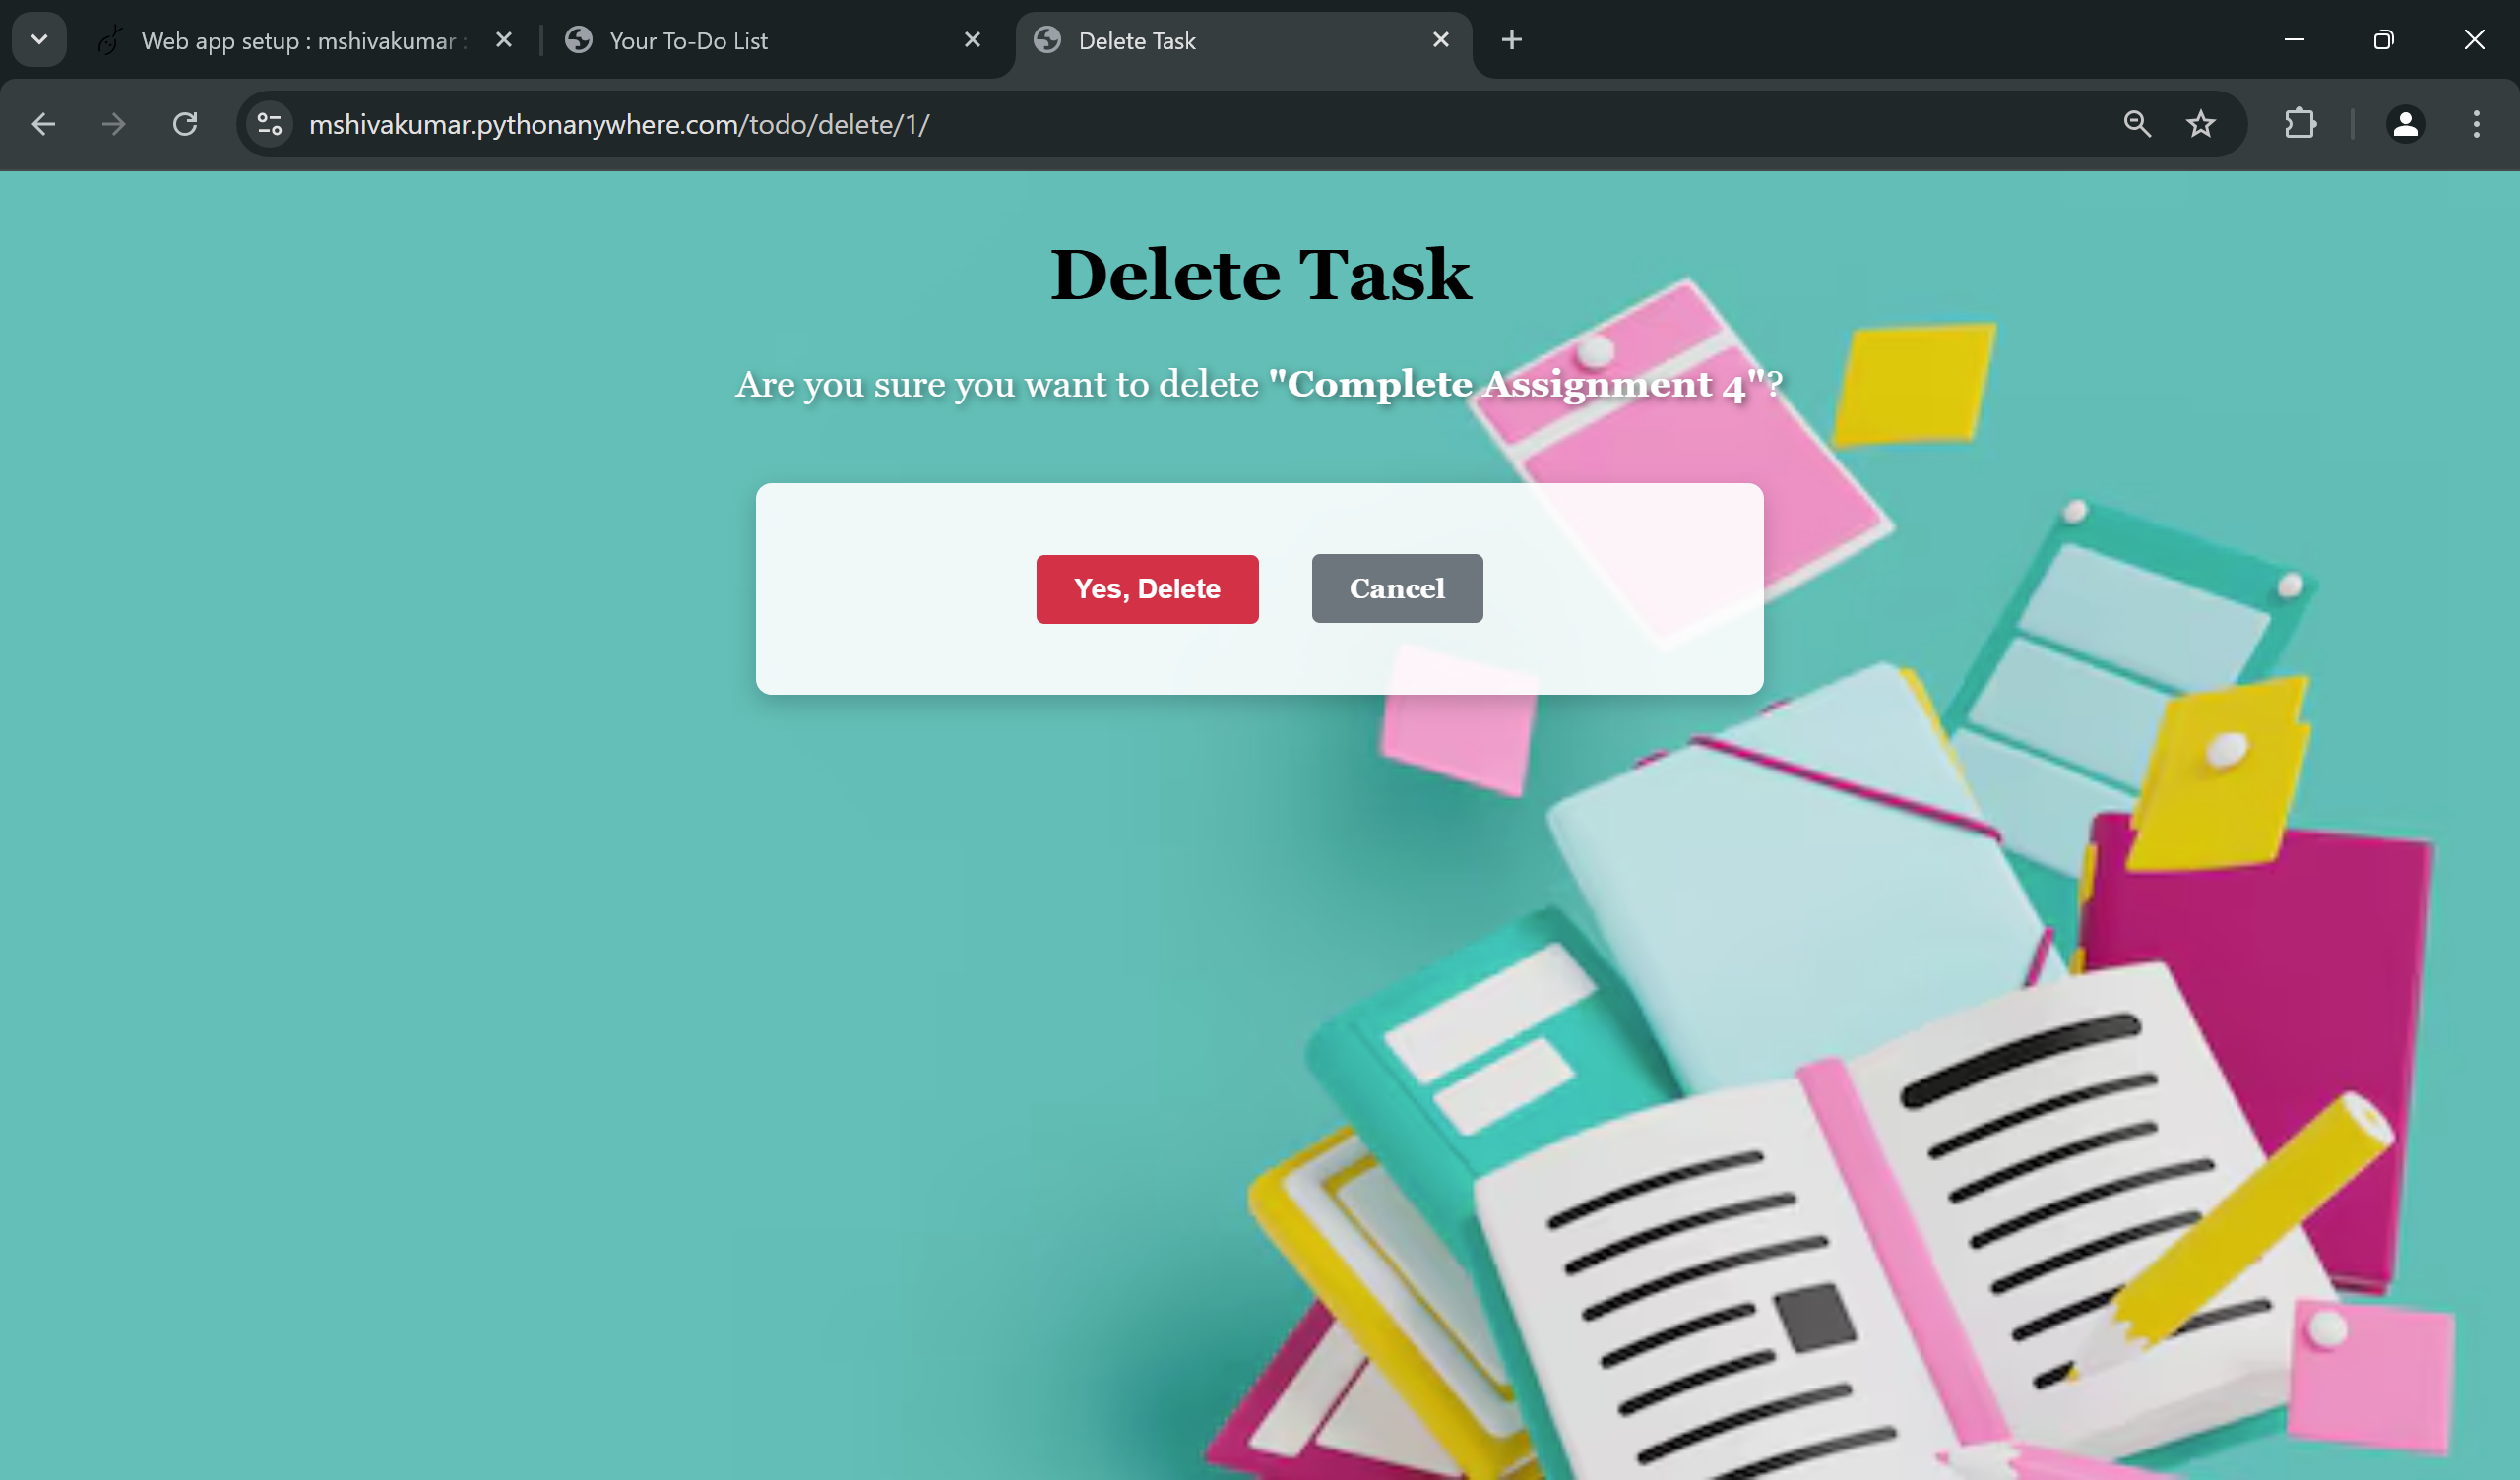 Web app setup : mshivakumar :
Your To-Do List
Delete Task
mshivakumar.pythonanywhere.com/todo/delete/1/
Delete Task
Are you sure you want to delete "Complete Assignment 4"?
Yes, Delete
Cancel